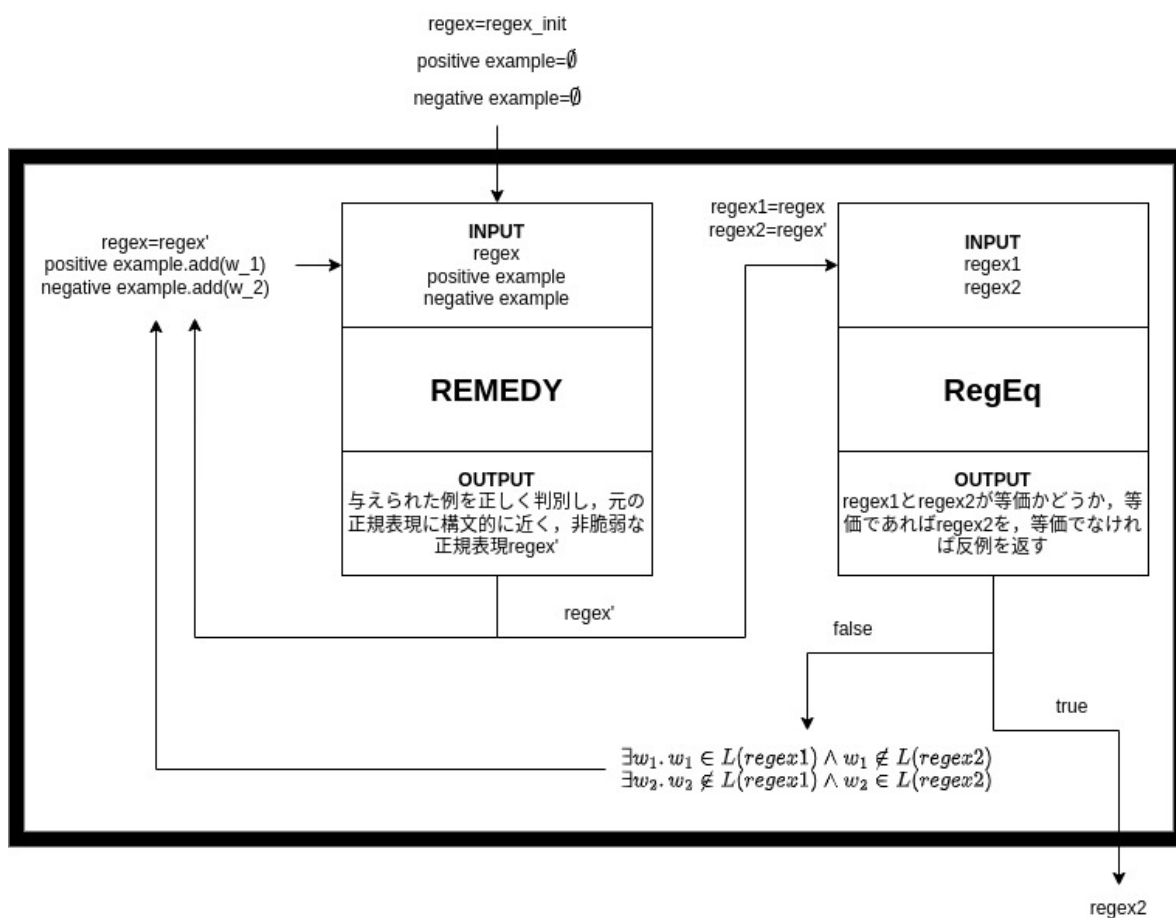 regex=regex_init
positive example=∅
negative example=∅
regex=regex'
positive example.add(w_1)
negative example.add(w_2)
INPUT
regex
positive example
negative example
REMEDY
OUTPUT
与えられた例を正しく判別し，元の
正規表現に構文的に近く，非脆弱な
正規表現regex'
regex1=regex
regex2=regex'
INPUT
regex1
regex2
RegEq
OUTPUT
regex1とregex2が等価かどうか，等
価であればregex2を，等価でなけれ
ば反例を返す
regex'
false
true
∃w₁. w₁ ∈ L(regex1) ∧ w₁ ∉ L(regex2)
∃w₂. w₂ ∉ L(regex1) ∧ w₂ ∈ L(regex2)
regex2